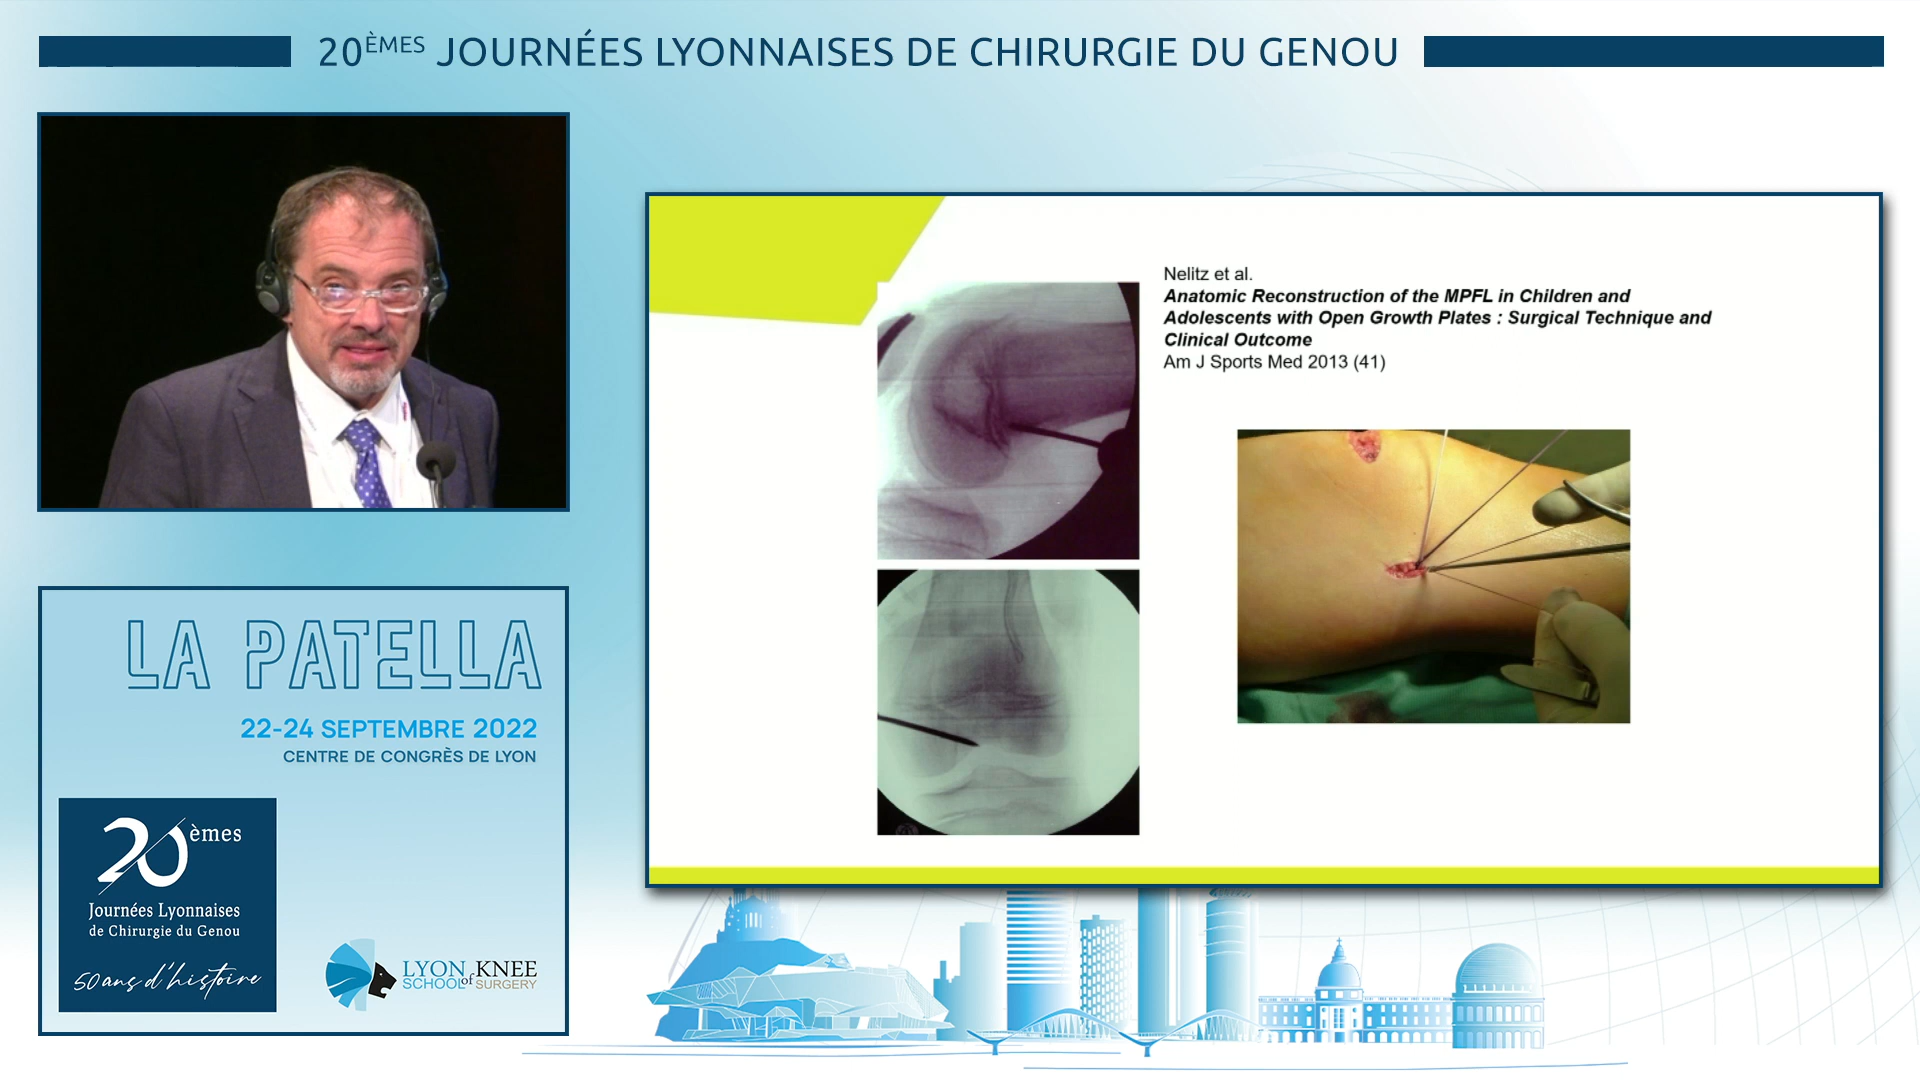 20ÈMES JOURNÉES LYONNAISES DE CHIRURGIE DU GENOU
Nelitz et al.
Anatomic Reconstruction of the MPFL in Children and
Adolescents with Open Growth Plates : Surgical Technique and
Clinical Outcome
Am J Sports Med 2013 (41)
LA PATELLA
22-24 SEPTEMBRE 2022
CENTRE DE CONGRÈS DE LYON
20èmes
Journées Lyonnaises
de Chirurgie du Genou
50 ans d'histoire
LYON KNEE
SCHOOL of SURGERY